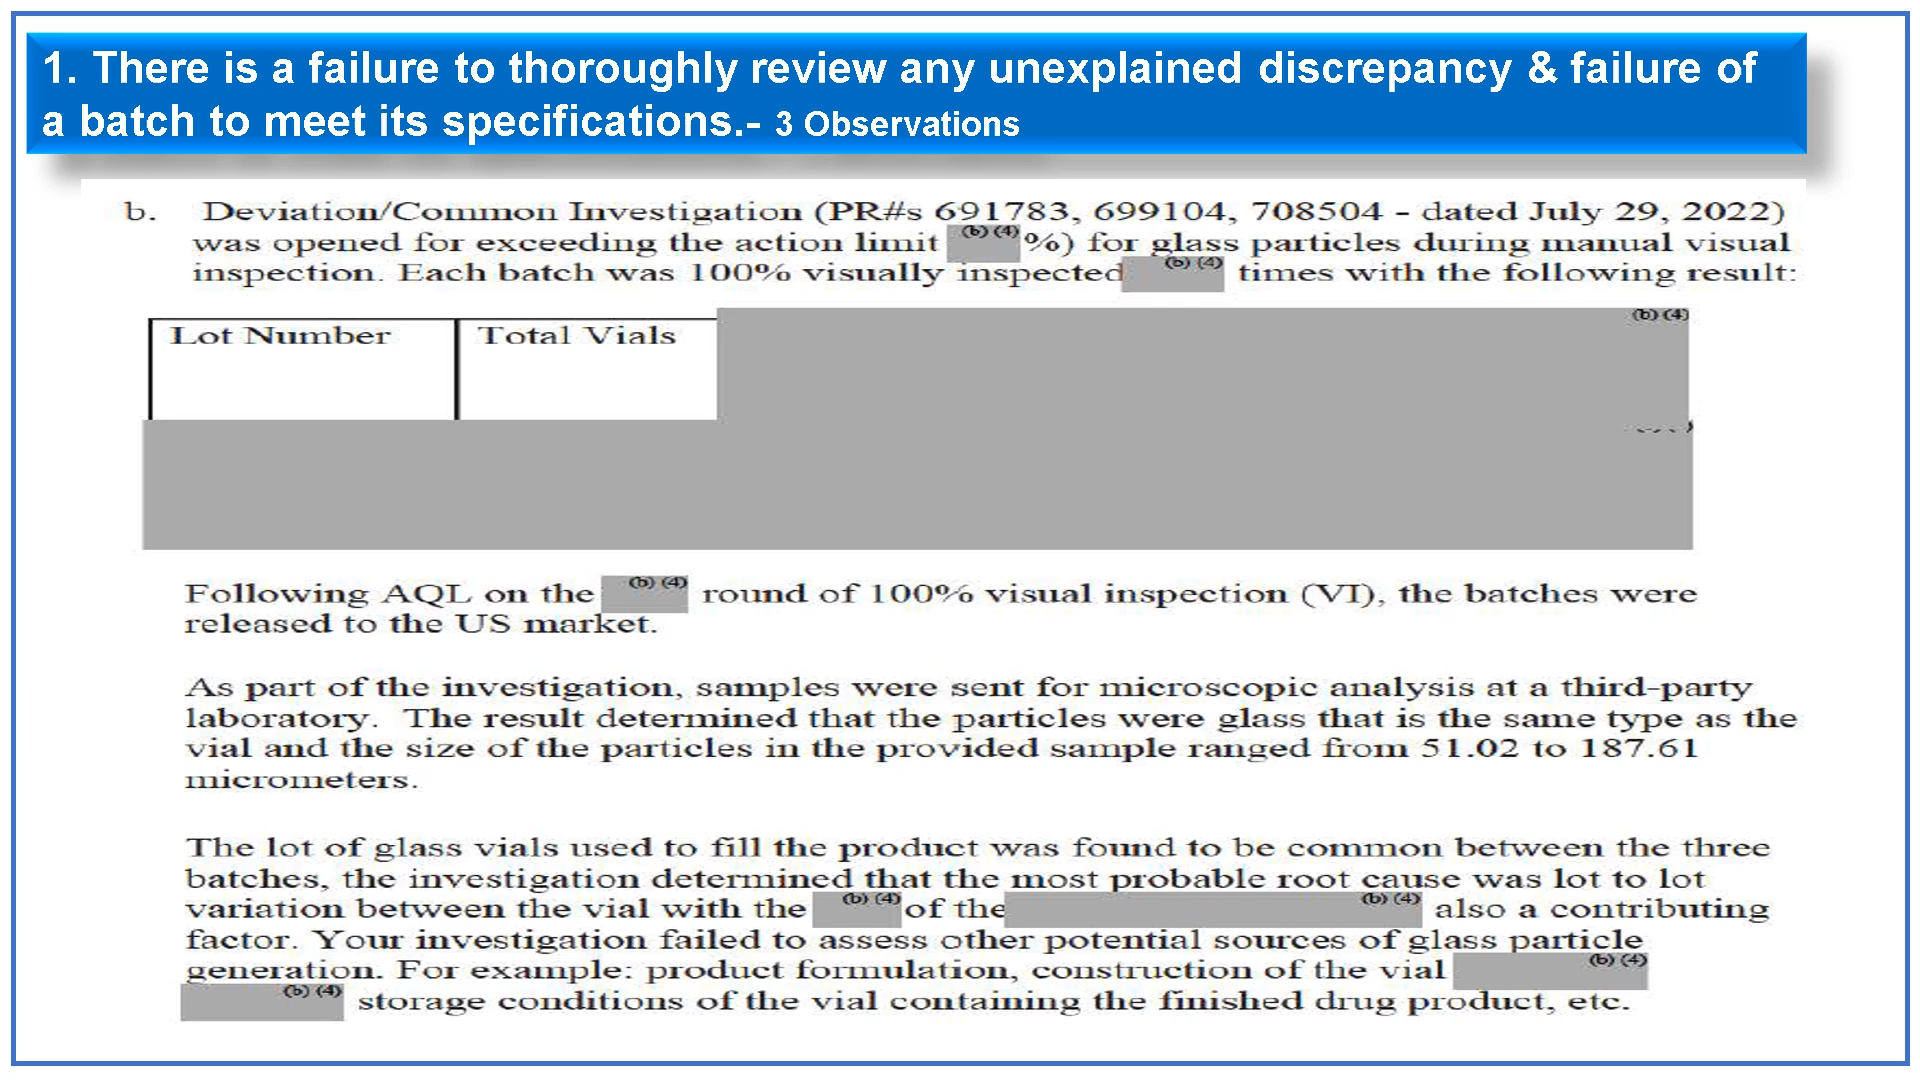 1. There is a failure to thoroughly review any unexplained discrepancy & failure of
a batch to meet its specifications.- 3 Observations
b. Deviation/Common Investigation (PR#s 691783, 699104, 708504 - dated July 29, 2022)
was opened for exceeding the action limit (b) (4) %) for glass particles during manual visual
inspection. Each batch was 100% visually inspected (b) (4) times with the following result:
Lot Number Total Vials (b) (4)
Following AQL on the (b) (4) round of 100% visual inspection (VI), the batches were
released to the US market.
As part of the investigation, samples were sent for microscopic analysis at a third-party
laboratory. The result determined that the particles were glass that is the same type as the
vial and the size of the particles in the provided sample ranged from 51.02 to 187.61
micrometers.
The lot of glass vials used to fill the product was found to be common between the three
batches, the investigation determined that the most probable root cause was lot to lot
variation between the vial with the (b) (4) of the (b) (4) also a contributing
factor. Your investigation failed to assess other potential sources of glass particle
generation. For example: product formulation, construction of the vial (b) (4)
(b) (4) storage conditions of the vial containing the finished drug product, etc.